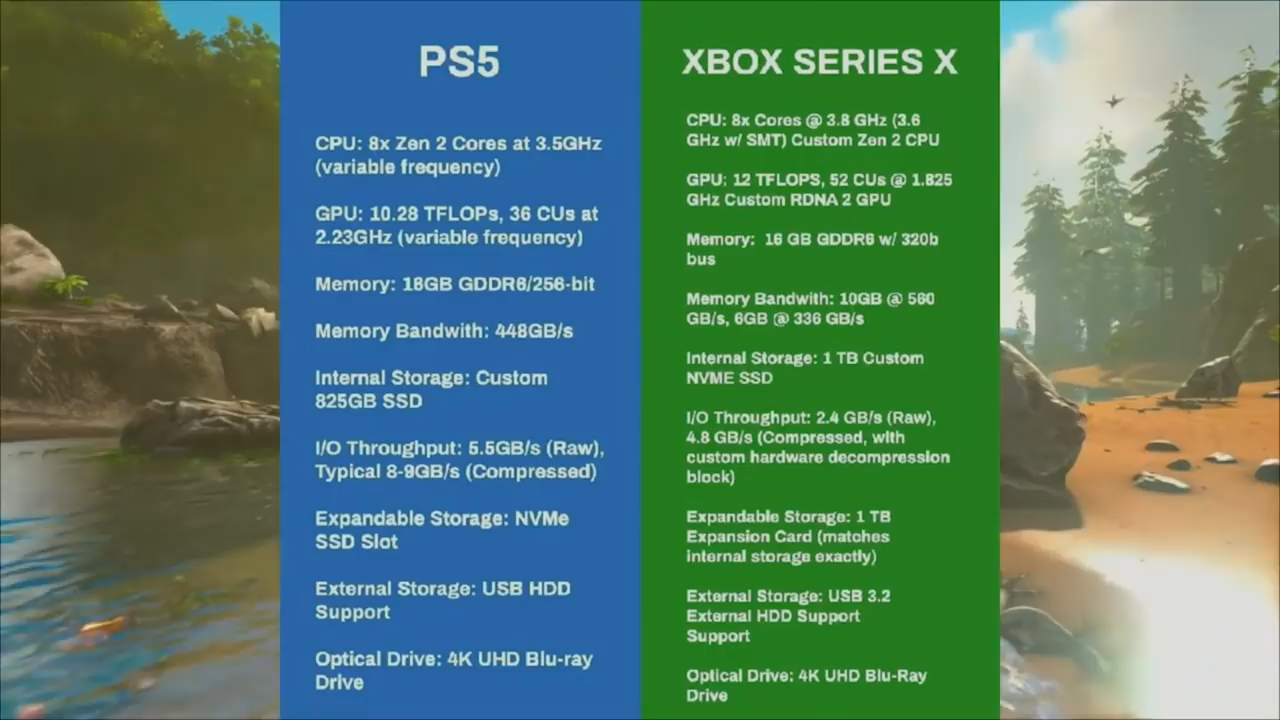 PS5
CPU: 8x Zen 2 Cores at 3.5GHz
(variable frequency)
GPU: 10.28 TFLOPs, 36 CUs at
2.23GHz (variable frequency)
Memory: 16GB GDDR6/256-bit
Memory Bandwith: 448GB/s
Internal Storage: Custom
825GB SSD
I/O Throughput: 5.5GB/s (Raw),
Typical 8-9GB/s (Compressed)
Expandable Storage: NVMe
SSD Slot
External Storage: USB HDD
Support
Optical Drive: 4K UHD Blu-ray
Drive
XBOX SERIES X
CPU: 8x Cores @ 3.8 GHz (3.6
GHz w/ SMT) Custom Zen 2 CPU
GPU: 12 TFLOPS, 52 CUs @ 1.825
GHz Custom RDNA 2 GPU
Memory: 16 GB GDDR6 w/ 320b
bus
Memory Bandwith: 10GB @ 560
GB/s, 6GB @ 336 GB/s
Internal Storage: 1 TB Custom
NVME SSD
I/O Throughput: 2.4 GB/s (Raw),
4.8 GB/s (Compressed, with
custom hardware decompression
block)
Expandable Storage: 1 TB
Expansion Card (matches
internal storage exactly)
External Storage: USB 3.2
External HDD Support
Support
Optical Drive: 4K UHD Blu-Ray
Drive